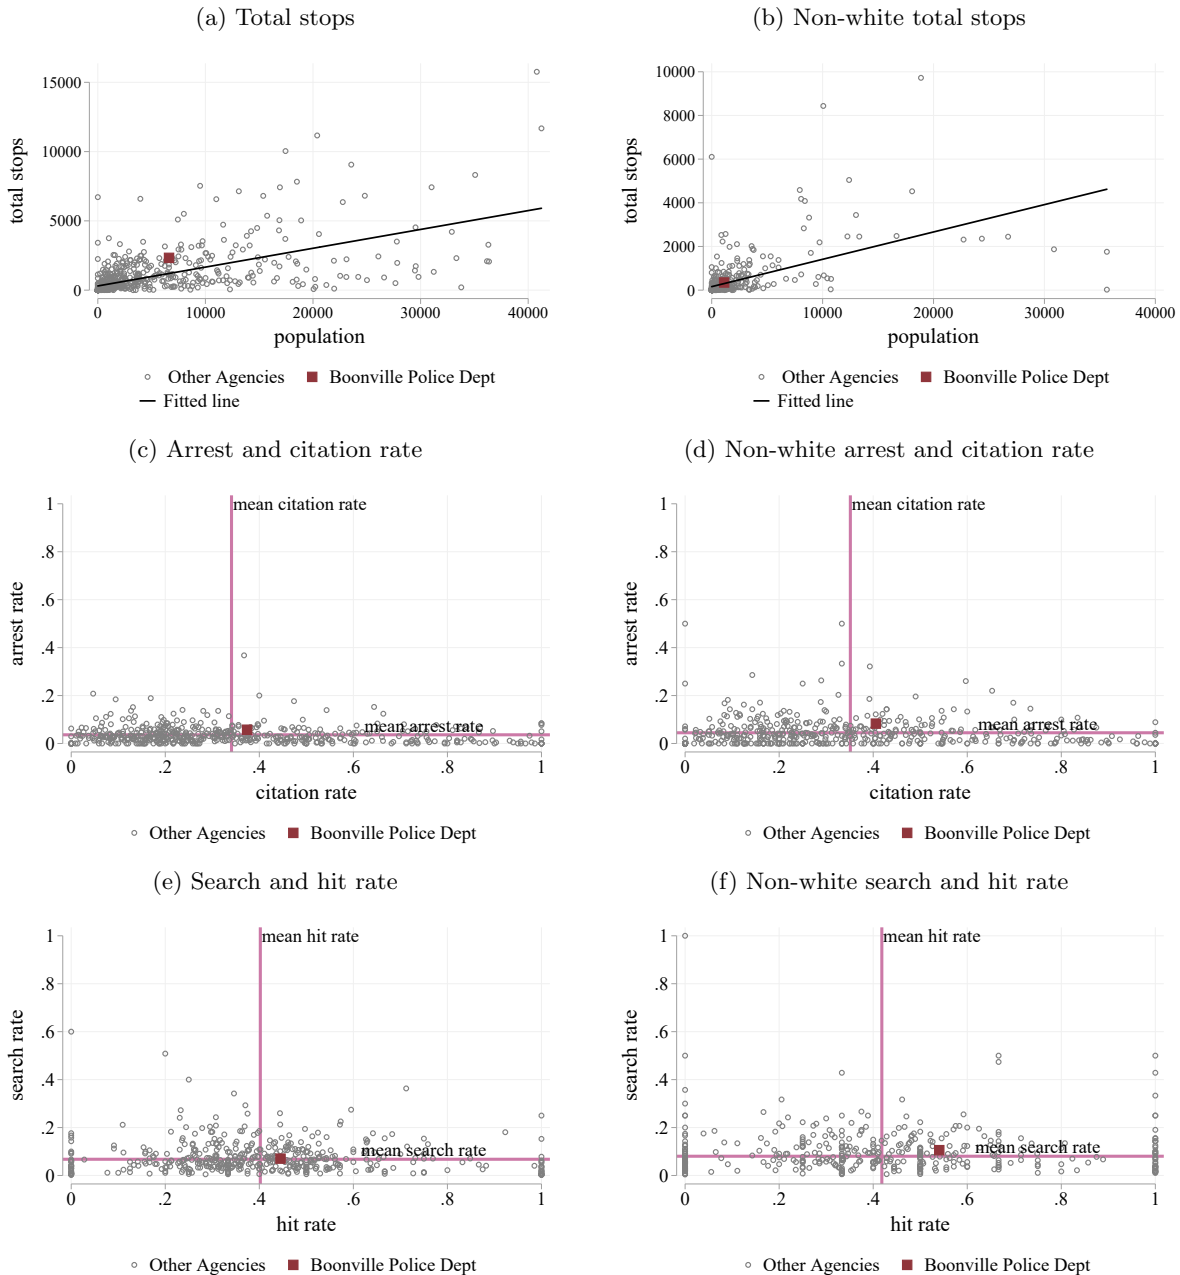 (a) Total stops
15000
10000
5000
0
total stops
0 10000 20000 30000 40000
population
Other Agencies Boonville Police Dept
Fitted line
(b) Non-white total stops
10000
8000
6000
4000
2000
0
total stops
0 10000 20000 30000 40000
population
Other Agencies Boonville Police Dept
Fitted line
(c) Arrest and citation rate
mean citation rate
1
.8
.6
.4
.2
0
arrest rate
mean arrest rate
0 .2 .4 .6 .8 1
citation rate
Other Agencies Boonville Police Dept
(d) Non-white arrest and citation rate
mean citation rate
1
.8
.6
.4
.2
0
arrest rate
mean arrest rate
0 .2 .4 .6 .8 1
citation rate
Other Agencies Boonville Police Dept
(e) Search and hit rate
mean hit rate
1
.8
.6
.4
.2
0
search rate
mean search rate
0 .2 .4 .6 .8 1
hit rate
Other Agencies Boonville Police Dept
(f) Non-white search and hit rate
mean hit rate
1
.8
.6
.4
.2
0
search rate
mean search rate
0 .2 .4 .6 .8 1
hit rate
Other Agencies Boonville Police Dept